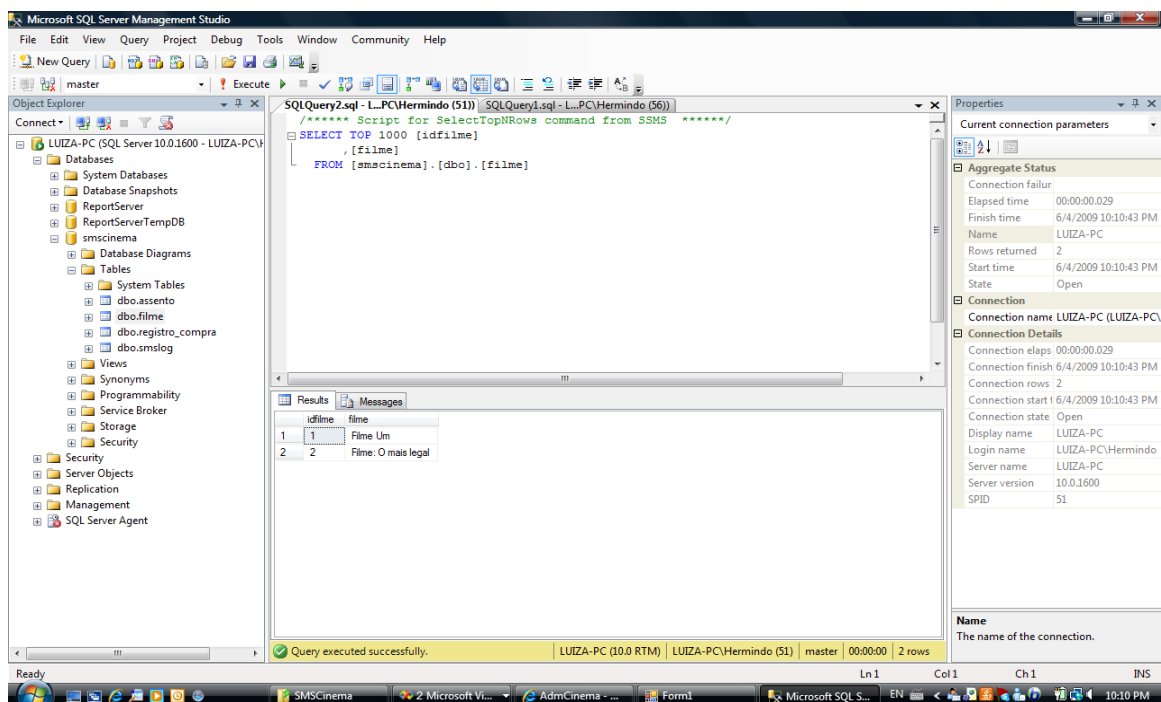 Microsoft SQL Server Management Studio
File Edit View Query Project Debug Tools Window Community Help
New Query
master Execute
Object Explorer
Connect
LUIZA-PC (SQL Server 10.0.1600 - LUIZA-PC\H
Databases
System Databases
Database Snapshots
ReportServer
ReportServerTempDB
smscinema
Database Diagrams
Tables
System Tables
dbo.assento
dbo.filme
dbo.registro_compra
dbo.smslog
Views
Synonyms
Programmability
Service Broker
Storage
Security
Security
Server Objects
Replication
Management
SQL Server Agent
SQLQuery2.sql - L...PC\Hermindo (51)) SQLQuery1.sql - L...PC\Hermindo (56))
/****** Script for SelectTopNRows command from SSMS ******/
SELECT TOP 1000 [idfilme]
,[filme]
FROM [smscinema].[dbo].[filme]
Results Messages
idfilme filme
1 1 Filme Um
2 2 Filme: O mais legal
Query executed successfully. LUIZA-PC (10.0 RTM) LUIZA-PC\Hermindo (51) master 00:00:00 2 rows
Properties
Current connection parameters
Aggregate Status
Connection failur
Elapsed time 00:00:00.029
Finish time 6/4/2009 10:10:43 PM
Name LUIZA-PC
Rows returned 2
Start time 6/4/2009 10:10:43 PM
State Open
Connection
Connection name LUIZA-PC (LUIZA-PC\
Connection Details
Connection elaps 00:00:00.029
Connection finish 6/4/2009 10:10:43 PM
Connection rows 2
Connection start t 6/4/2009 10:10:43 PM
Connection state Open
Display name LUIZA-PC
Login name LUIZA-PC\Hermindo
Server name LUIZA-PC
Server version 10.0.1600
SPID 51
Name
The name of the connection.
Ready Ln 1 Col 1 Ch 1 INS
SMSCinema 2 Microsoft Vi... AdmCinema - ... Form1 Microsoft SQL S... EN 10:10 PM